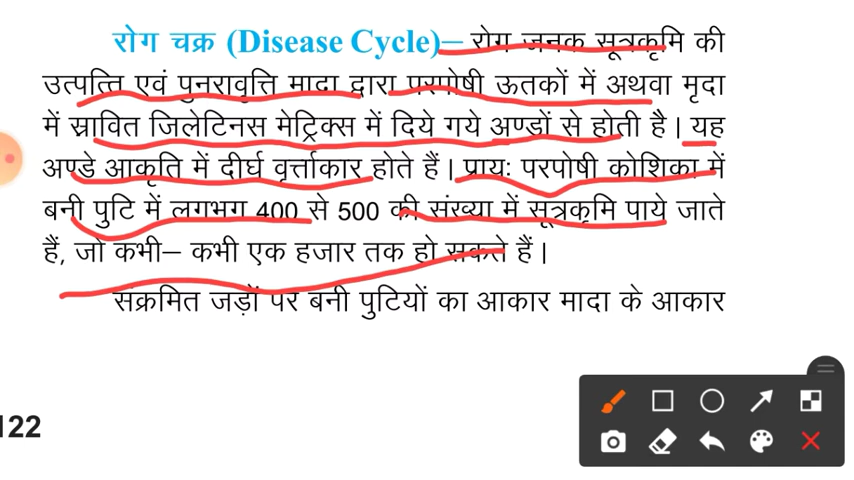 रोग चक्र (Disease Cycle)– रोग जनक सूत्रकृमि की
उत्पत्ति एवं पुनरावृत्ति मादा द्वारा परपोषी ऊतकों में अथवा मृदा
में स्रावित जिलेटिनस मेट्रिक्स में दिये गये अण्डों से होती है। यह
अण्डे आकृति में दीर्घ वृर्त्ताकार होते हैं। प्रायः परपोषी कोशिका में
बनी पुटि में लगभग 400 से 500 की संख्या में सूत्रकृमि पाये जाते
हैं, जो कभी– कभी एक हजार तक हो सकते हैं।
संक्रमित जड़ों पर बनी पुटियों का आकार मादा के आकार
122